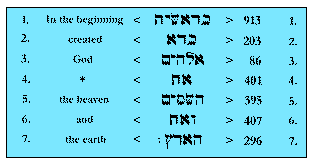 1. In the beginning < בראשית > 913 1.
2. created < ברא > 203 2.
3. God < אלהים > 86 3.
4. * < את > 401 4.
5. the heaven < השמים > 395 5.
6. and < ואת > 407 6.
7. the earth < הארץ: > 296 7.